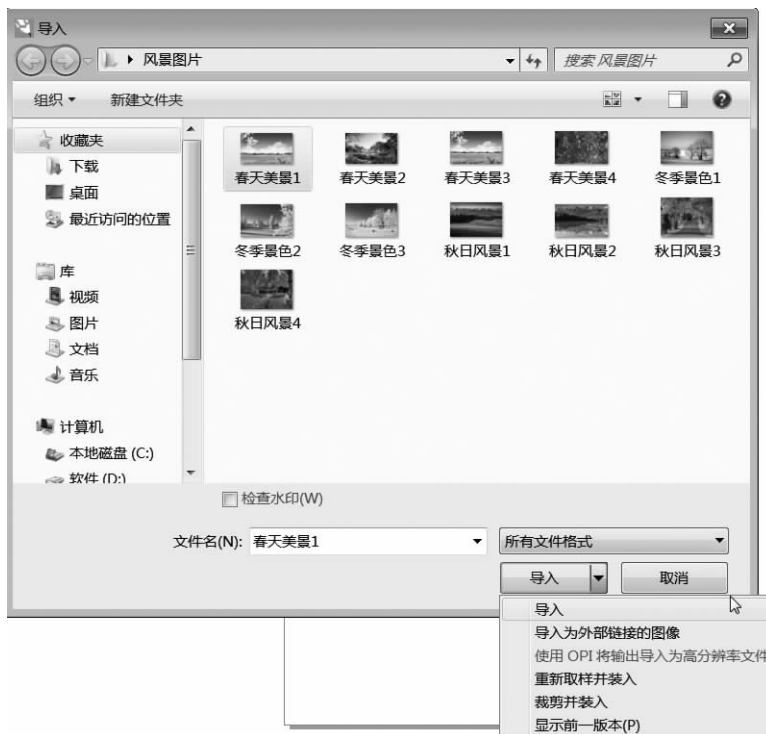 导入
风景图片
搜索 风景图片
组织
新建文件夹
收藏夹
下载
桌面
最近访问的位置
库
视频
图片
文档
音乐
计算机
本地磁盘 (C:)
软件 (D:)
春天美景1
春天美景2
春天美景3
春天美景4
冬季景色1
冬季景色2
冬季景色3
秋日风景1
秋日风景2
秋日风景3
秋日风景4
检查水印(W)
文件名(N): 春天美景1
所有文件格式
导入
取消
导入
导入为外部链接的图像
使用 OPI 将输出导入为高分辨率文件
重新取样并装入
裁剪并装入
显示前一版本(P)